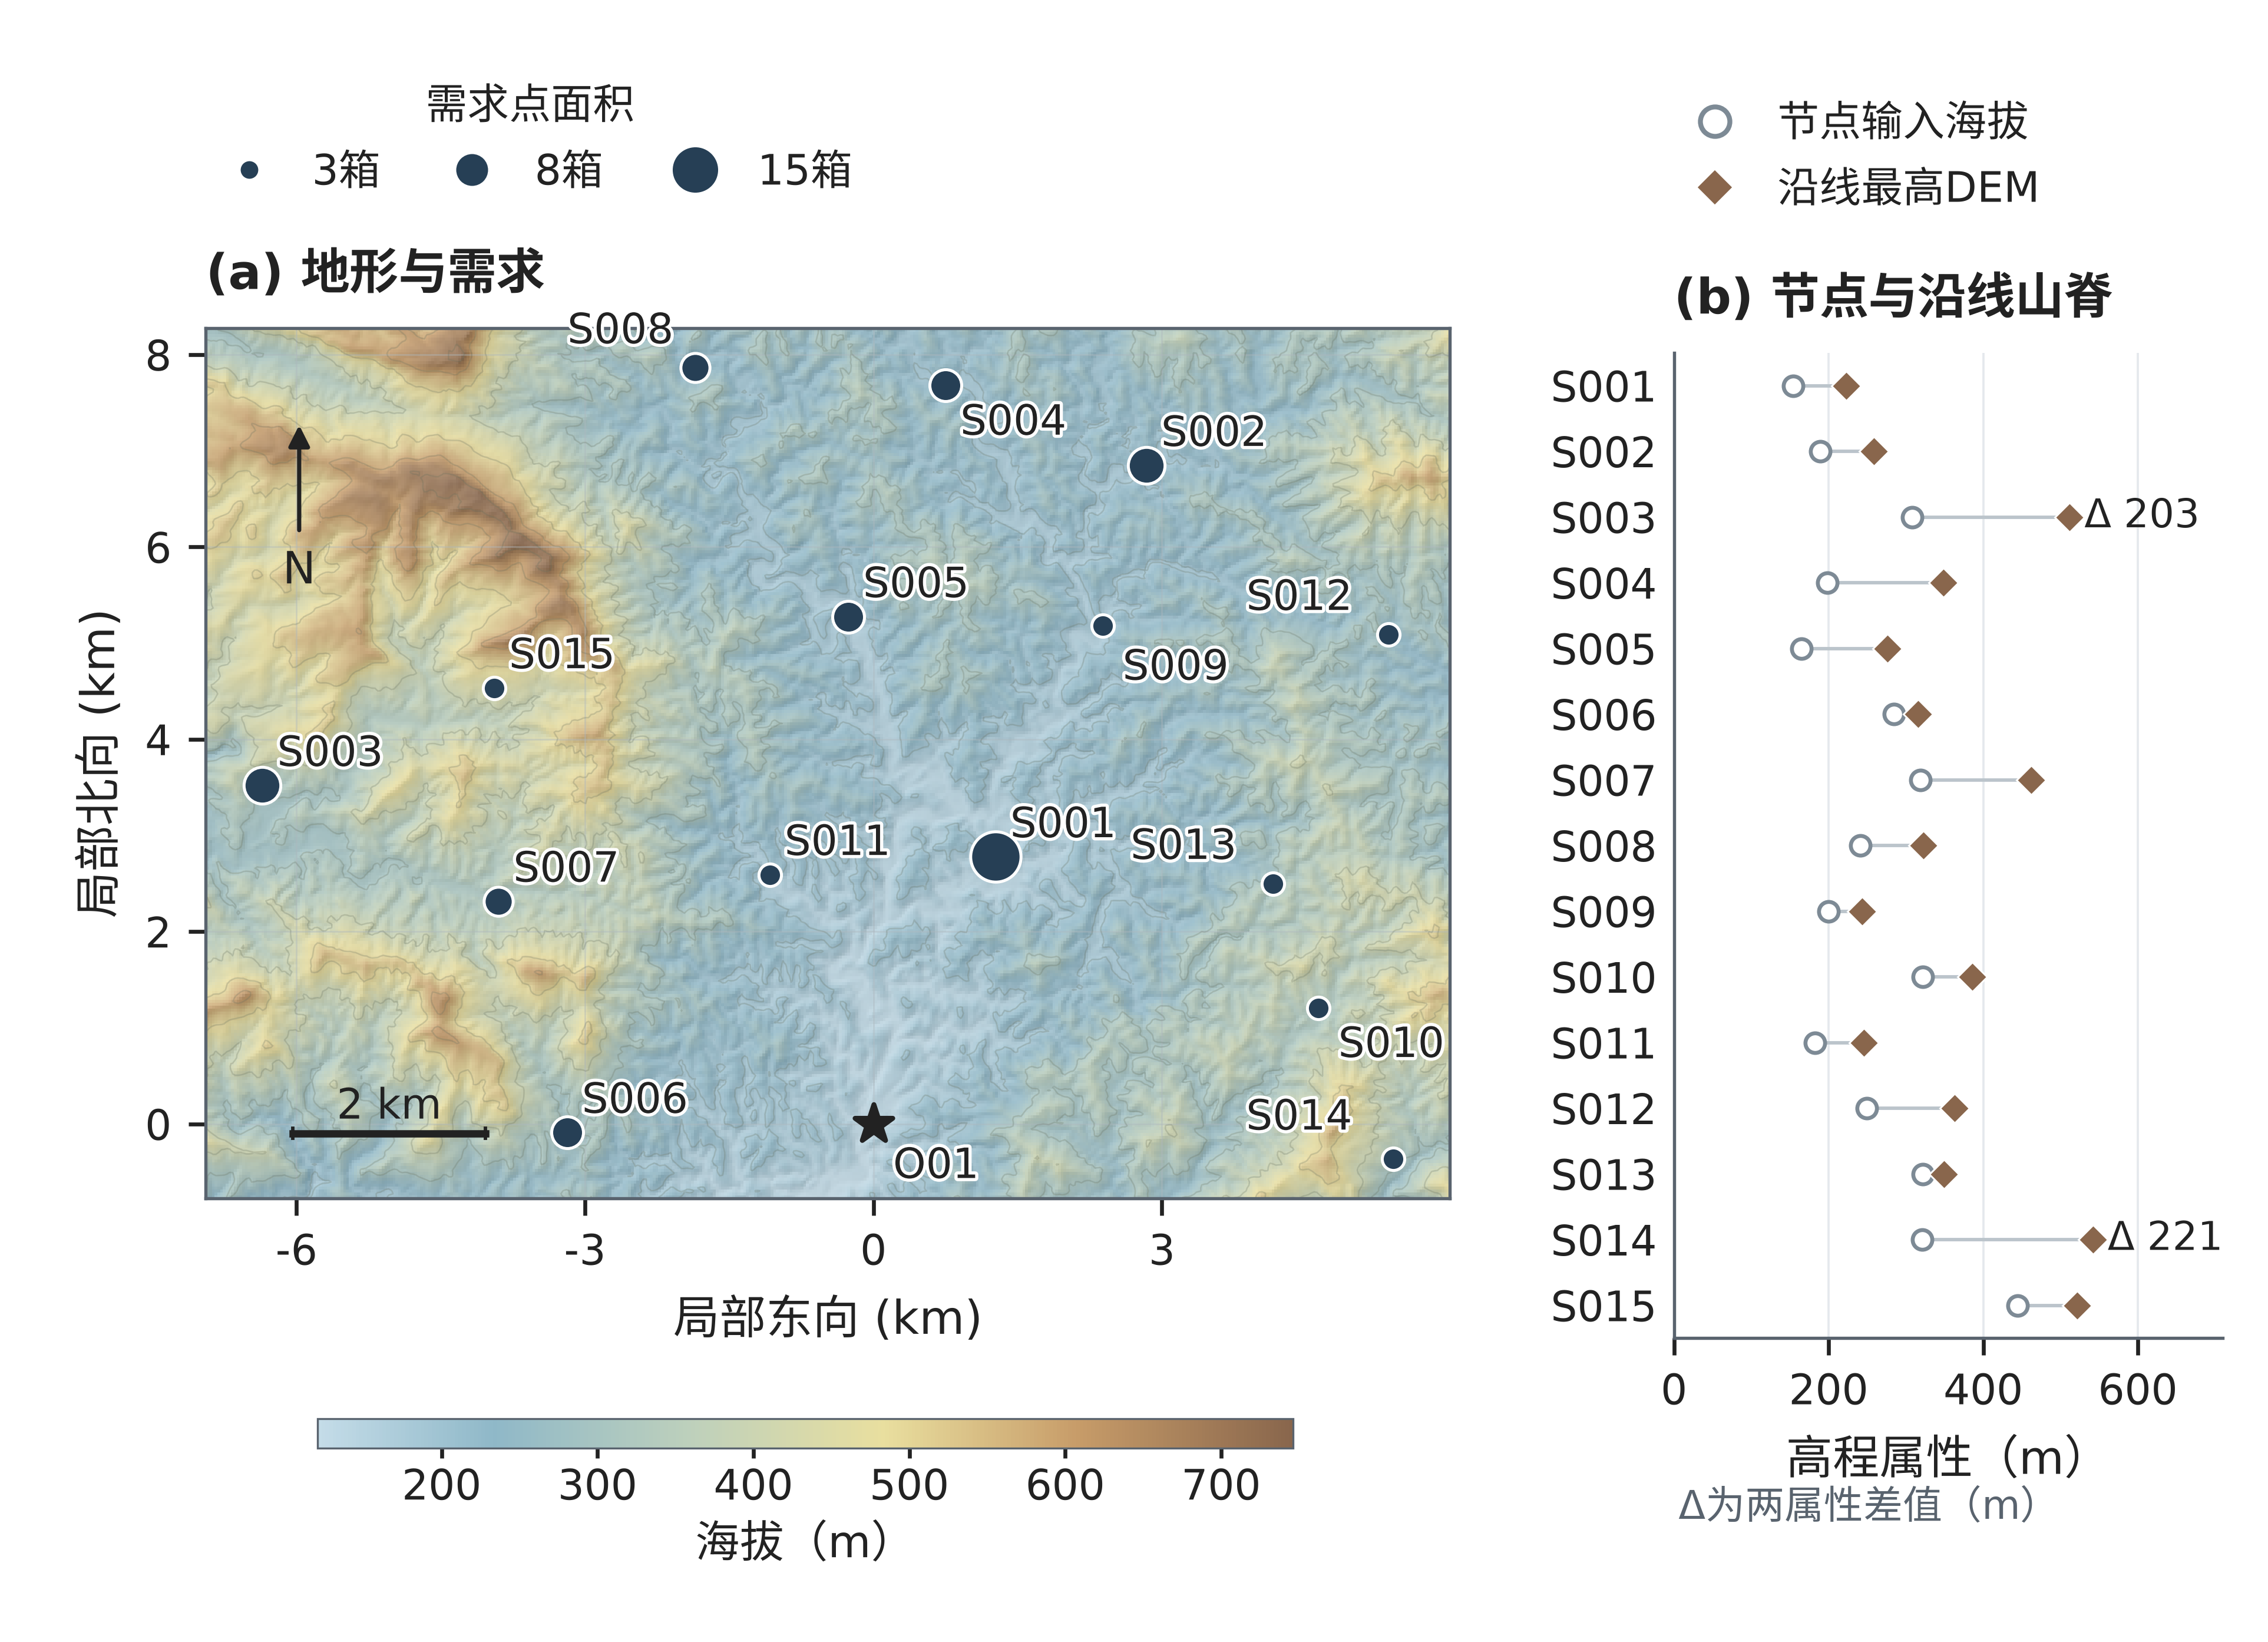 需求点面积
3箱 8箱 15箱
(a) 地形与需求
S008
S004
S002
S005
S012
S009
S015
S003
S011
S001
S013
S007
S010
S006
S014
O01
N
2 km
8
6
4
2
0
局部北向 (km)
-6 -3 0 3
局部东向 (km)
200 300 400 500 600 700
海拔（m）
节点输入海拔
沿线最高DEM
(b) 节点与沿线山脊
S001
S002
S003 Δ 203
S004
S005
S006
S007
S008
S009
S010
S011
S012
S013
S014 Δ 221
S015
0 200 400 600
高程属性（m）
Δ为两属性差值（m）